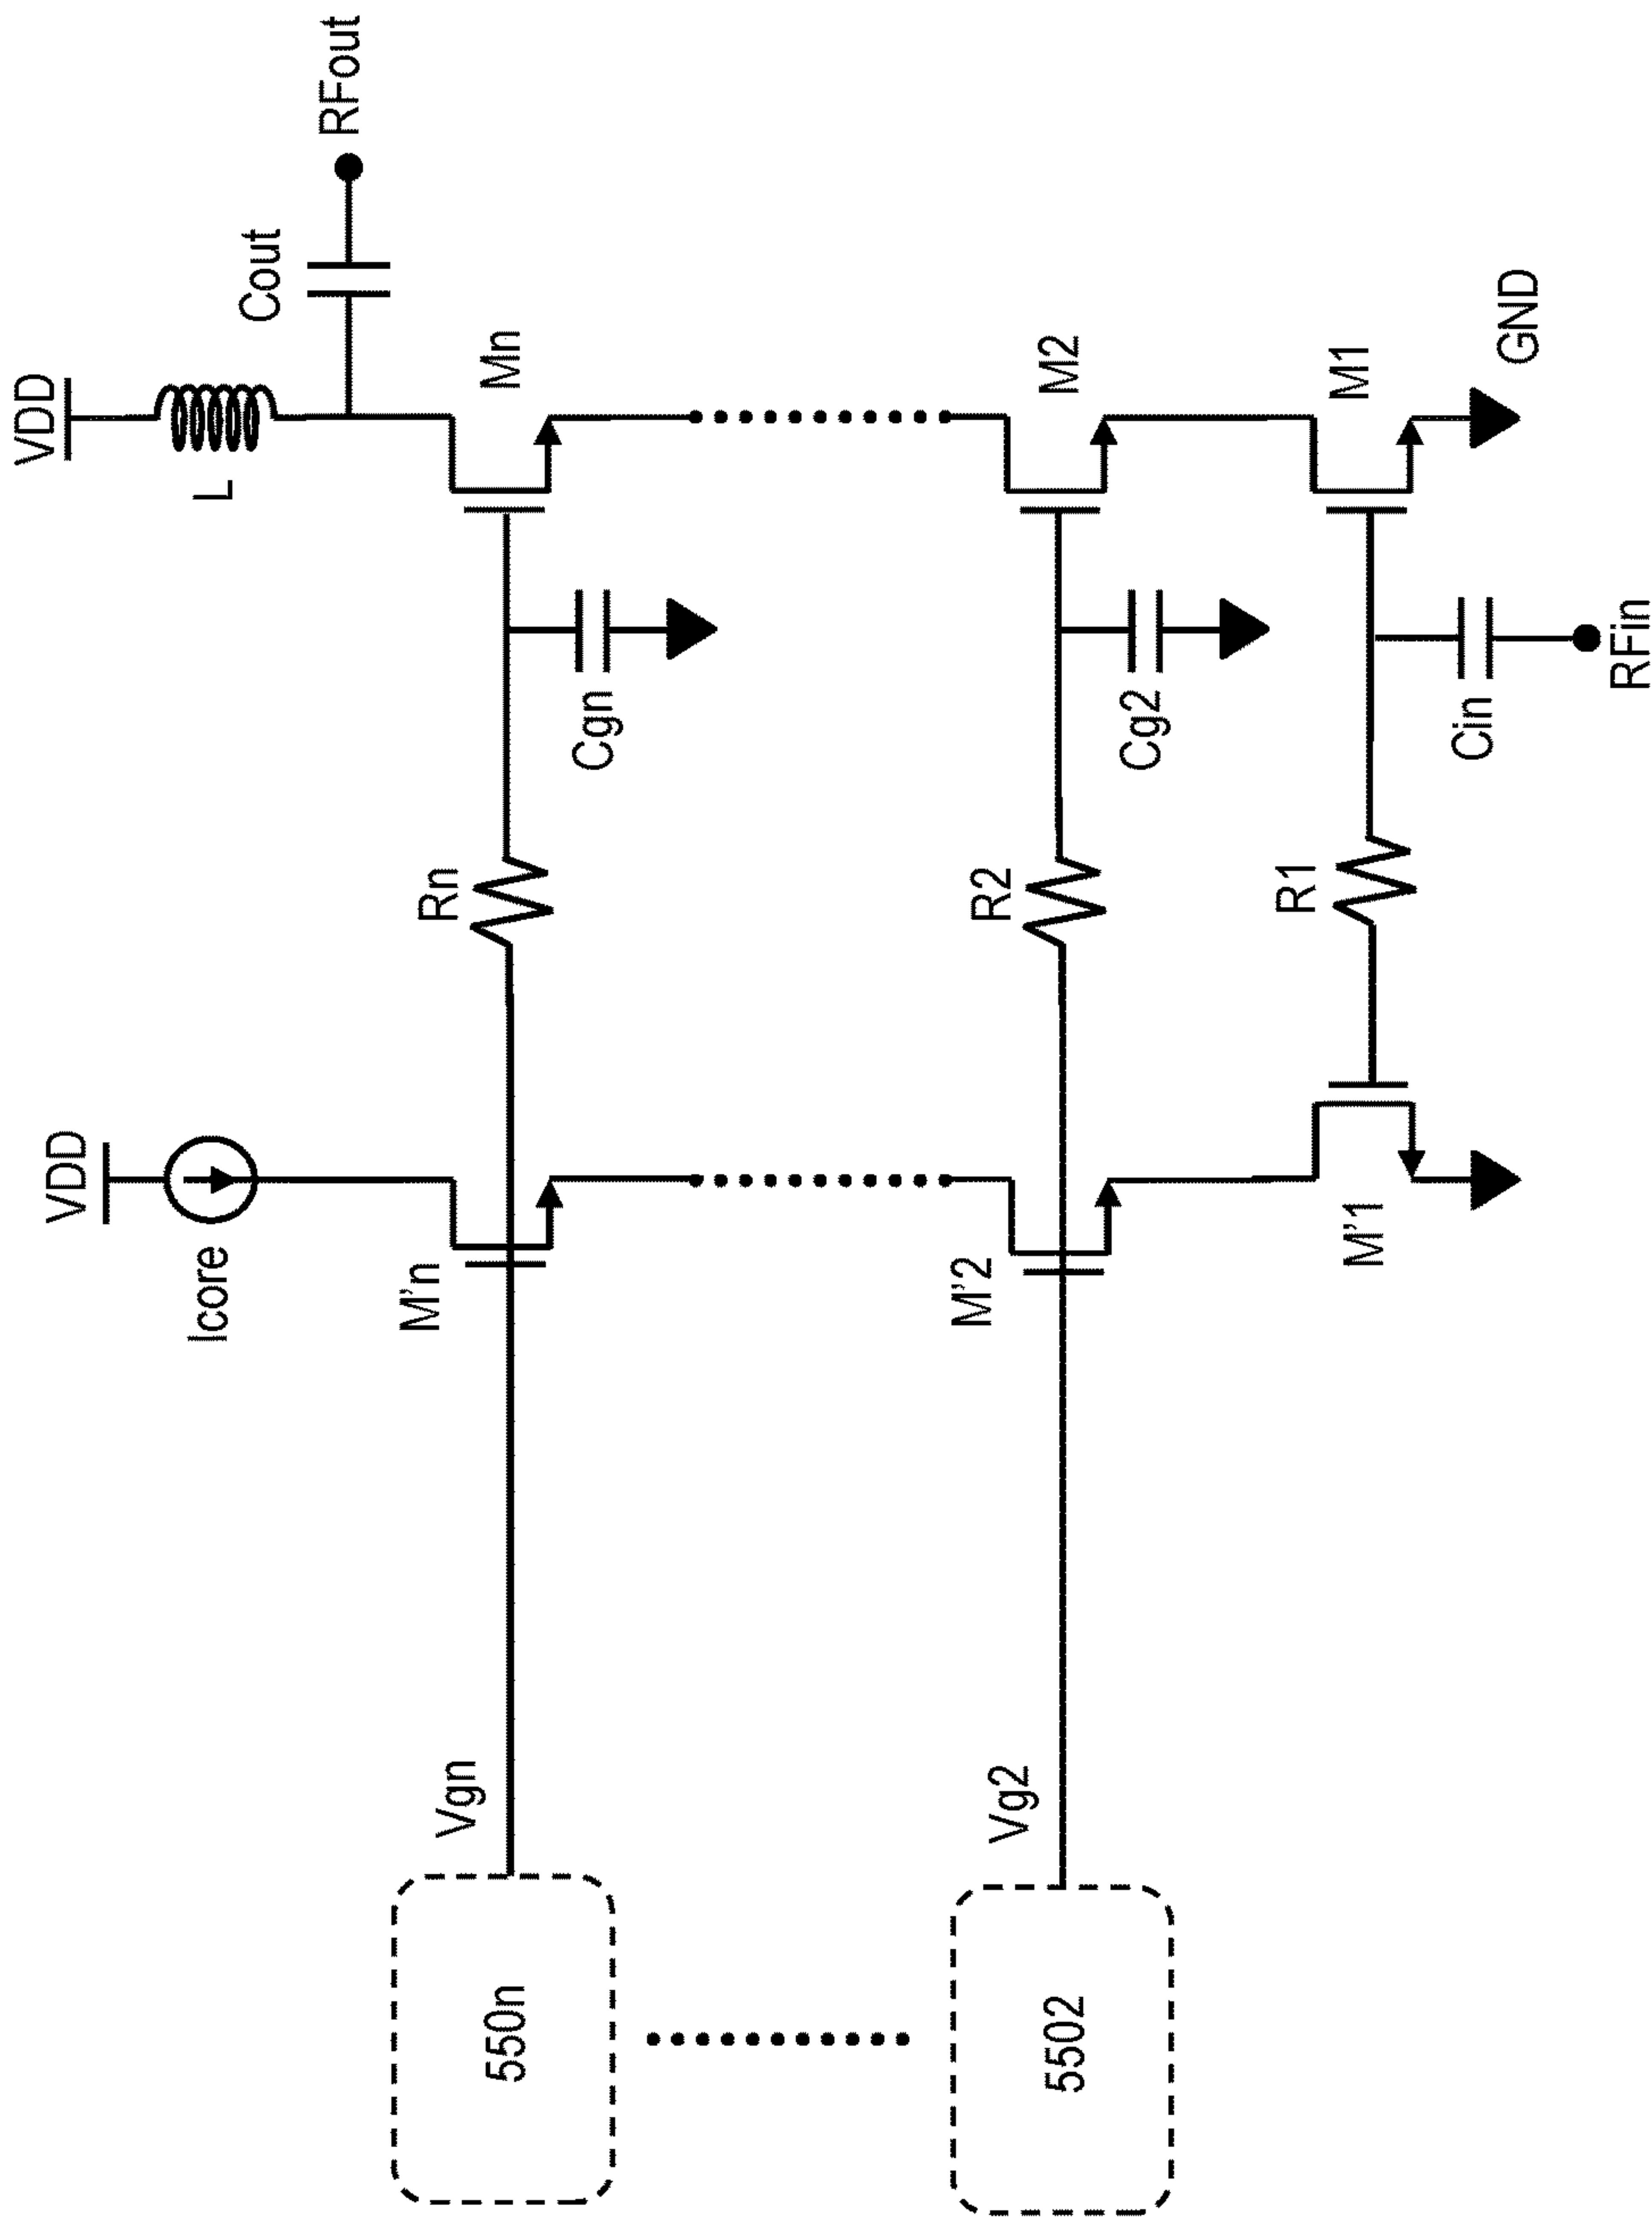 VDD
VDD
RFout
Cout
L
Icore
Mn
M'n
Rn
Cgn
Vgn
550n
M2
M'2
R2
Cg2
Vg2
5502
M1
M'1
R1
Cin
GND
RFin